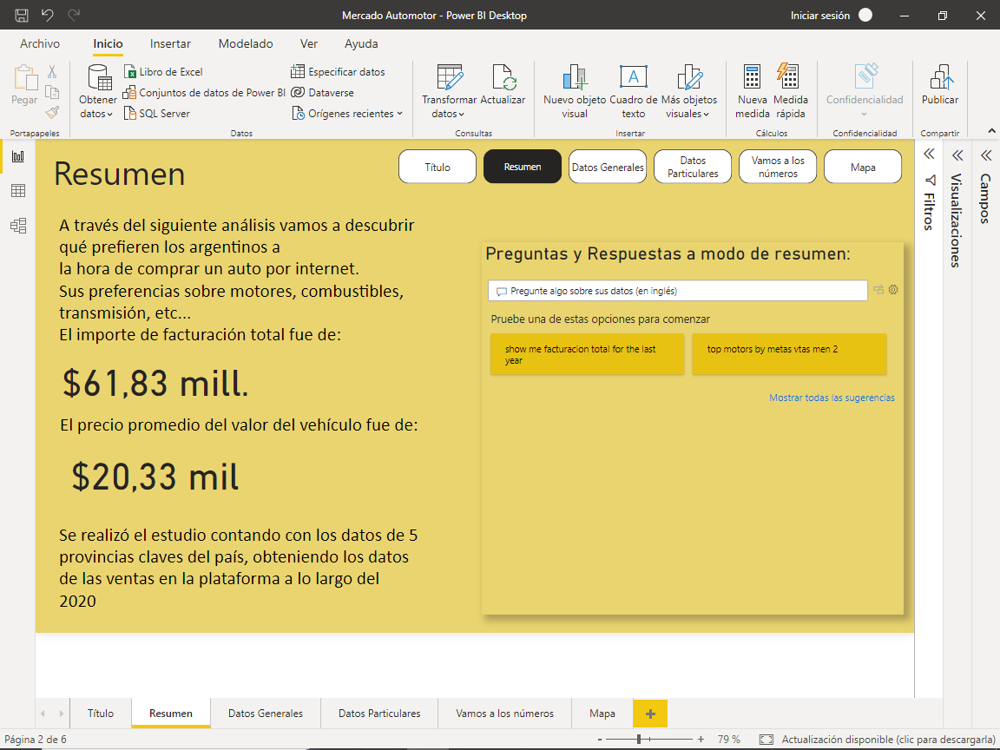 Mercado Automotor - Power BI Desktop
Iniciar sesión
Archivo
Inicio
Insertar
Modelado
Ver
Ayuda
Pegar
Portapapeles
Obtener
datos
Libro de Excel
Conjuntos de datos de Power BI
SQL Server
Especificar datos
Dataverse
Orígenes recientes
Datos
Transformar
datos
Actualizar
Consultas
Nuevo objeto
visual
Cuadro de
texto
Más objetos
visuales
Insertar
Nueva
medida
Medida
rápida
Cálculos
Confidencialidad
Confidencialidad
Publicar
Compartir
Resumen
Título
Resumen
Datos Generales
Datos
Particulares
Vamos a los
números
Mapa
A través del siguiente análisis vamos a descubrir
qué prefieren los argentinos a
la hora de comprar un auto por internet.
Sus preferencias sobre motores, combustibles,
transmisión, etc...
El importe de facturación total fue de:
$61,83 mill.
El precio promedio del valor del vehículo fue de:
$20,33 mil
Se realizó el estudio contando con los datos de 5
provincias claves del país, obteniendo los datos
de las ventas en la plataforma a lo largo del
2020
Preguntas y Respuestas a modo de resumen:
Pregunte algo sobre sus datos (en inglés)
Pruebe una de estas opciones para comenzar
show me facturacion total for the last
year
top motors by metas vtas men 2
Mostrar todas las sugerencias
Filtros
Visualizaciones
Campos
Título
Resumen
Datos Generales
Datos Particulares
Vamos a los números
Mapa
Página 2 de 6
79 %
Actualización disponible (clic para descargarla)